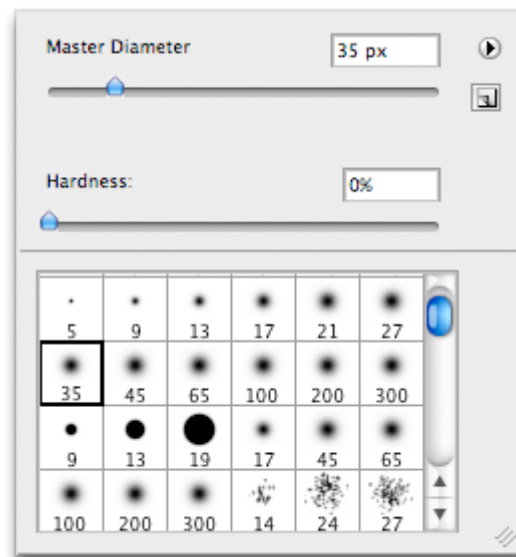 Master Diameter 35 px
Hardness: 0%
5 9 13 17 21 27
35 45 65 100 200 300
9 13 19 17 45 65
100 200 300 14 24 27